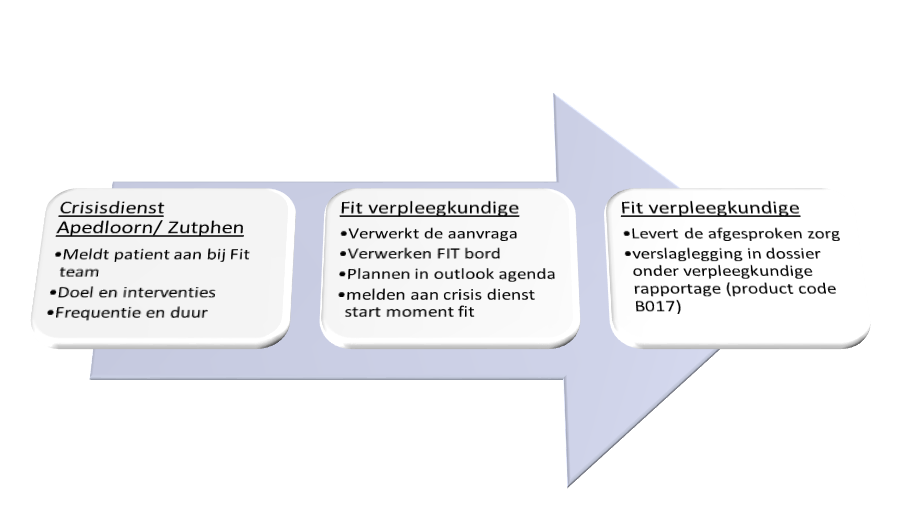 Crisisdienst
Apedloorn/ Zutphen
•Meldt patient aan bij Fit
team
•Doel en interventies
•Frequentie en duur
Fit verpleegkundige
•Verwerkt de aanvraga
•Verwerken FIT bord
•Plannen in outlook agenda
•melden aan crisis dienst
start moment fit
Fit verpleegkundige
•Levert de afgesproken zorg
•verslaglegging in dossier
onder verpleegkundige
rapportage (product code
B017)